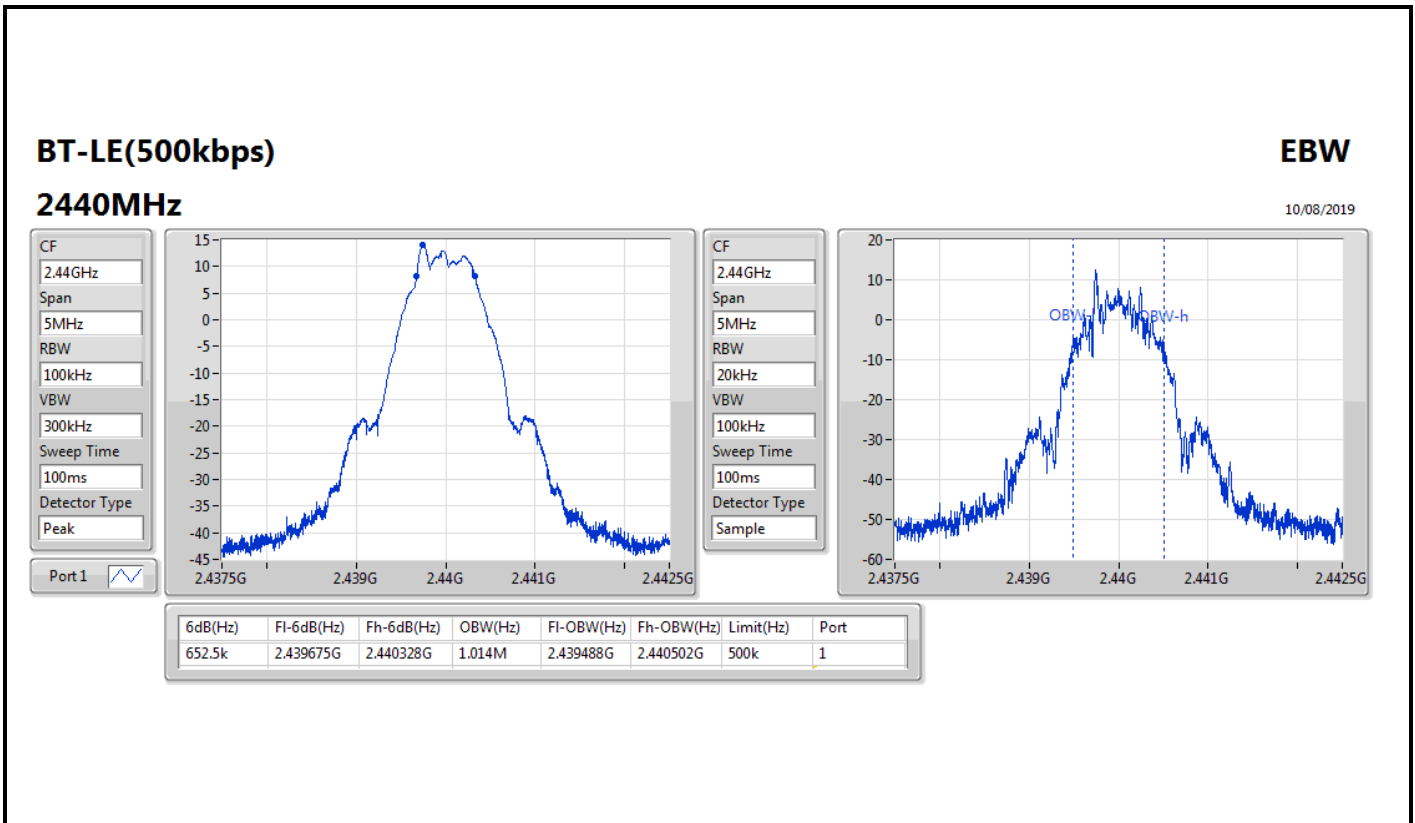 BT-LE(500kbps)
EBW
2440MHz
10/08/2019
CF
2.44GHz
Span
5MHz
RBW
100kHz
VBW
300kHz
Sweep Time
100ms
Detector Type
Peak
Port 1
15
10
5
0
-5
-10
-15
-20
-25
-30
-35
-40
-45
2.4375G 2.439G 2.44G 2.441G 2.4425G
CF
2.44GHz
Span
5MHz
RBW
20kHz
VBW
100kHz
Sweep Time
100ms
Detector Type
Sample
20
10
0
-10
-20
-30
-40
-50
-60
OBW- OBW-h
2.4375G 2.439G 2.44G 2.441G 2.4425G
6dB(Hz) Fl-6dB(Hz) Fh-6dB(Hz) OBW(Hz) Fl-OBW(Hz) Fh-OBW(Hz) Limit(Hz) Port
652.5k 2.439675G 2.440328G 1.014M 2.439488G 2.440502G 500k 1